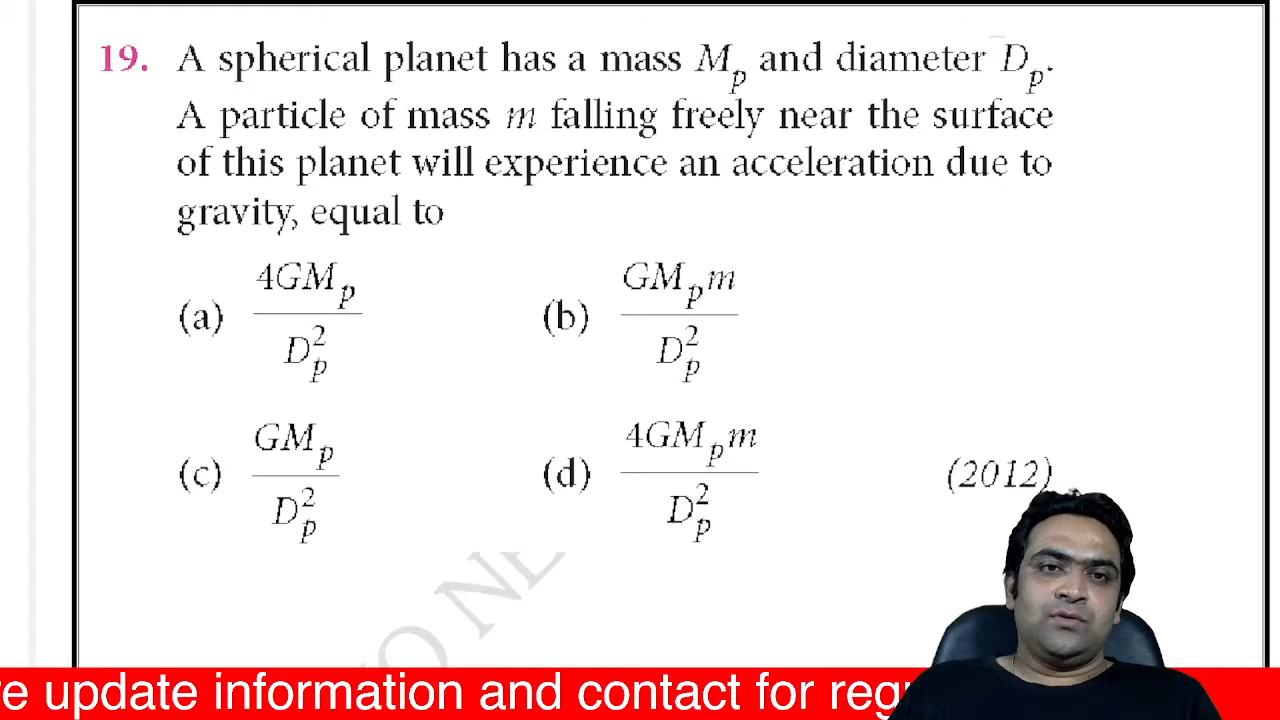 19. A spherical planet has a mass Mₚ and diameter Dₚ.
A particle of mass m falling freely near the surface
of this planet will experience an acceleration due to
gravity, equal to
(a) 4GMₚ / Dₚ² (b) GMₚm / Dₚ²
(c) GMₚ / Dₚ² (d) 4GMₚm / Dₚ² (2012)
update information and contact for